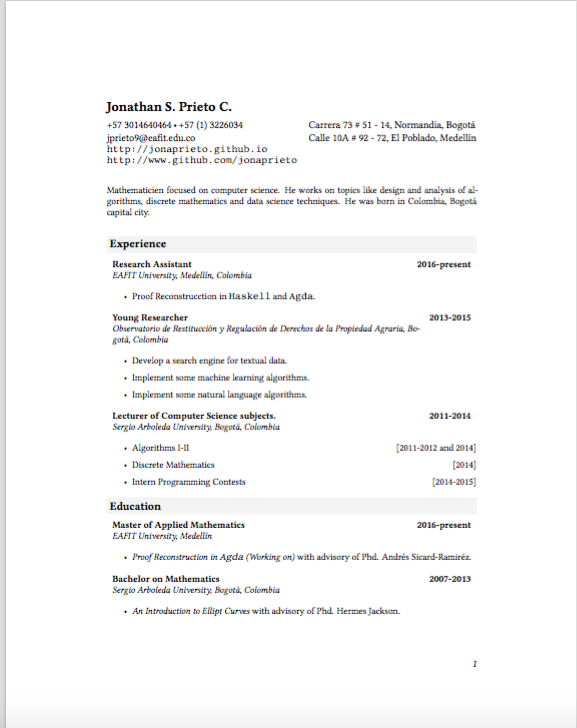 Jonathan S. Prieto C.
+57 3014640464 • +57 (1) 3226034
Carrera 73 # 51 - 14, Normandia, Bogotá
jprieto9@eafit.edu.co
Calle 10A # 92 - 72, El Poblado, Medellín
http://jonaprieto.github.io
http://www.github.com/jonaprieto
Mathematicien focused on computer science. He works on topics like design and analysis of al-
gorithms, discrete mathematics and data science techniques. He was born in Colombia, Bogotá
capital city.
Experience
Research Assistant 2016-present
EAFIT University, Medellín, Colombia
• Proof Reconstrucction in Haskell and Agda.
Young Researcher 2013-2015
Observatorio de Restitucción y Regulación de Derechos de la Propiedad Agraria, Bo-
gotá, Colombia
• Develop a search engine for textual data.
• Implement some machine learning algorithms.
• Implement some natural language algorithms.
Lecturer of Computer Science subjects. 2011-2014
Sergio Arboleda University, Bogotá, Colombia
• Algorithms I-II [2011-2012 and 2014]
• Discrete Mathematics [2014]
• Intern Programming Contests [2014-2015]
Education
Master of Applied Mathematics 2016-present
EAFIT University, Medellín
• Proof Reconstruction in Agda (Working on) with advisory of Phd. Andrés Sicard-Ramíréz.
Bachelor on Mathematics 2007-2013
Sergio Arboleda University, Bogotá, Colombia
• An Introduction to Ellipt Curves with advisory of Phd. Hermes Jackson.
1